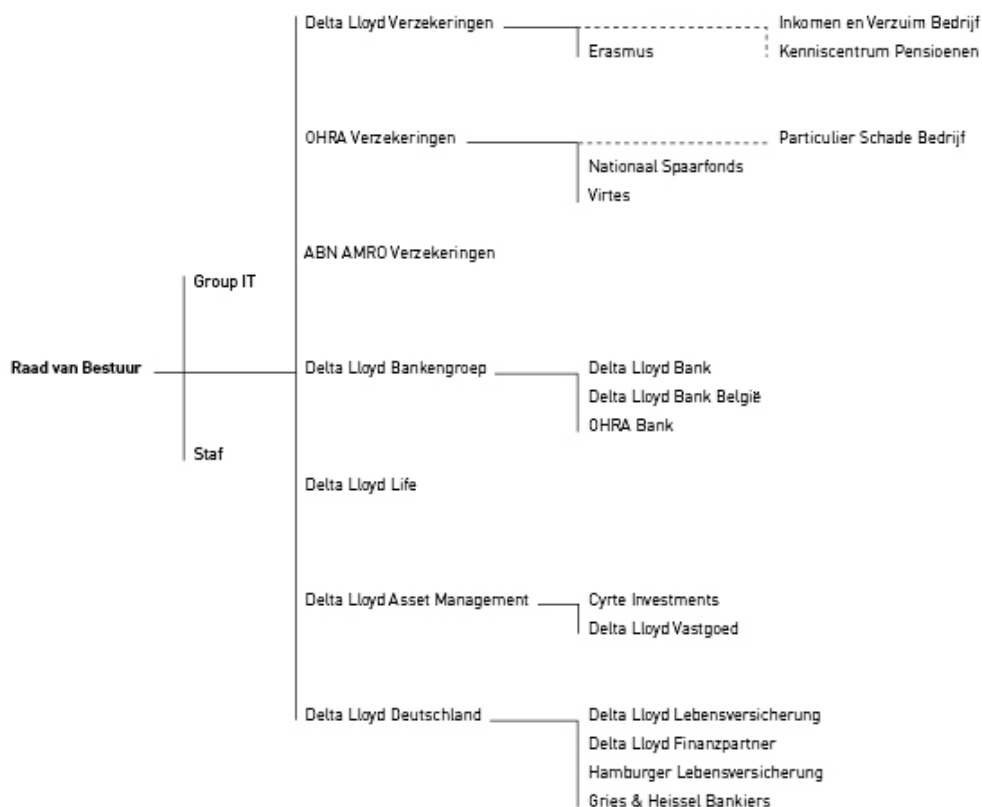 Delta Lloyd Verzekeringen
Inkomen en Verzuim Bedrijf
Erasmus
Kenniscentrum Pensioenen
OHRA Verzekeringen
Particulier Schade Bedrijf
Nationaal Spaarfonds
Virtes
ABN AMRO Verzekeringen
Group IT
Raad van Bestuur
Delta Lloyd Bankengroep
Delta Lloyd Bank
Delta Lloyd Bank België
OHRA Bank
Staf
Delta Lloyd Life
Delta Lloyd Asset Management
Cyrte Investments
Delta Lloyd Vastgoed
Delta Lloyd Deutschland
Delta Lloyd Lebensversicherung
Delta Lloyd Finanzpartner
Hamburger Lebensversicherung
Gries & Heissel Bankiers